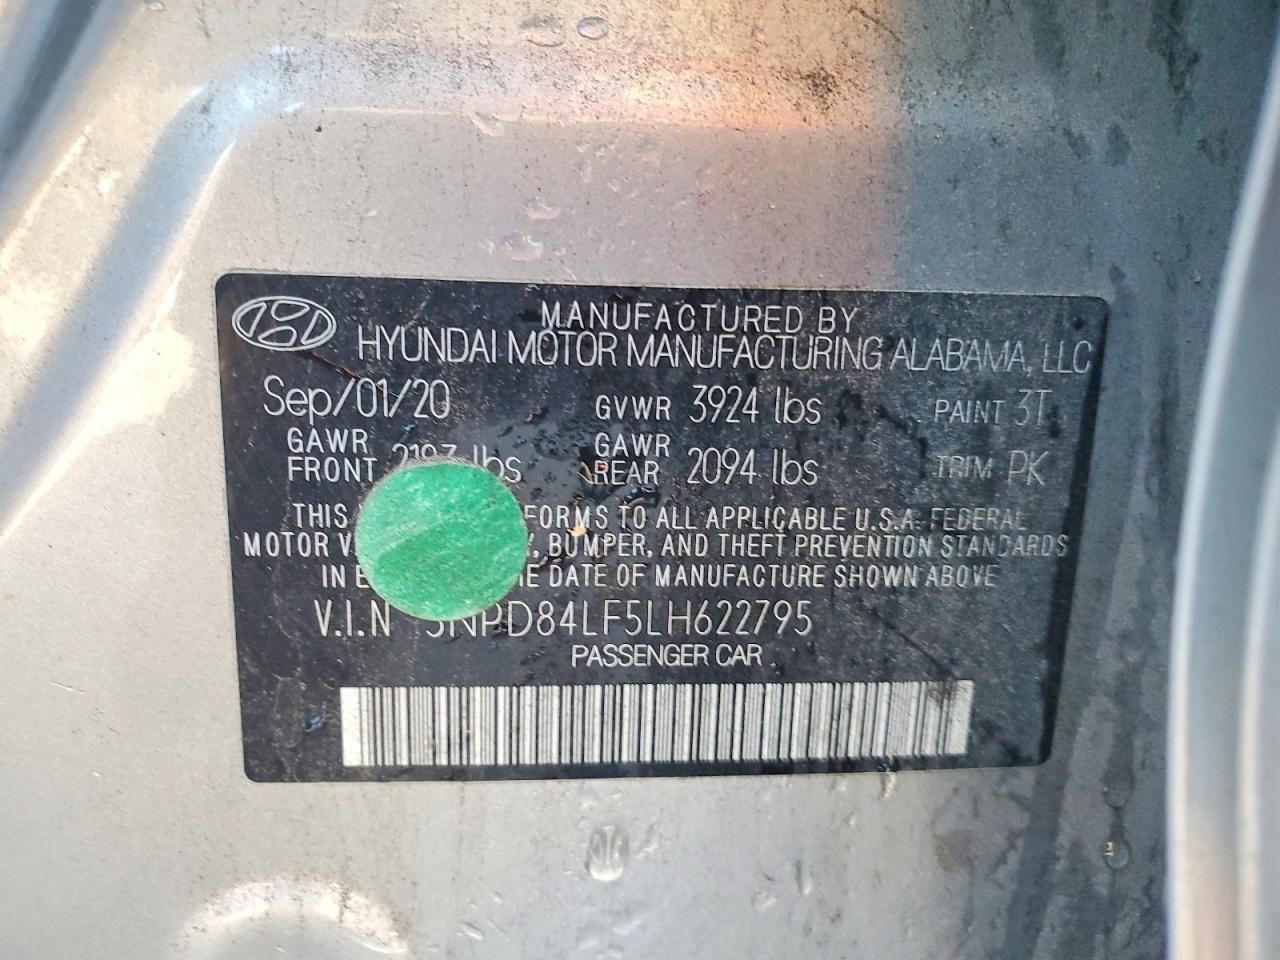 MANUFACTURED BY
HYUNDAI MOTOR MANUFACTURING ALABAMA, LLC
Sep/01/20 GVWR 3924 lbs PAINT 3T
GAWR FRONT lbs GAWR REAR 2094 lbs TRIM PK
THIS FORMS TO ALL APPLICABLE U.S.A. FEDERAL
MOTOR BUMPER, AND THEFT PREVENTION STANDARDS
IN DATE OF MANUFACTURE SHOWN ABOVE
V.I.N 5NPD84LF5LH622795
PASSENGER CAR